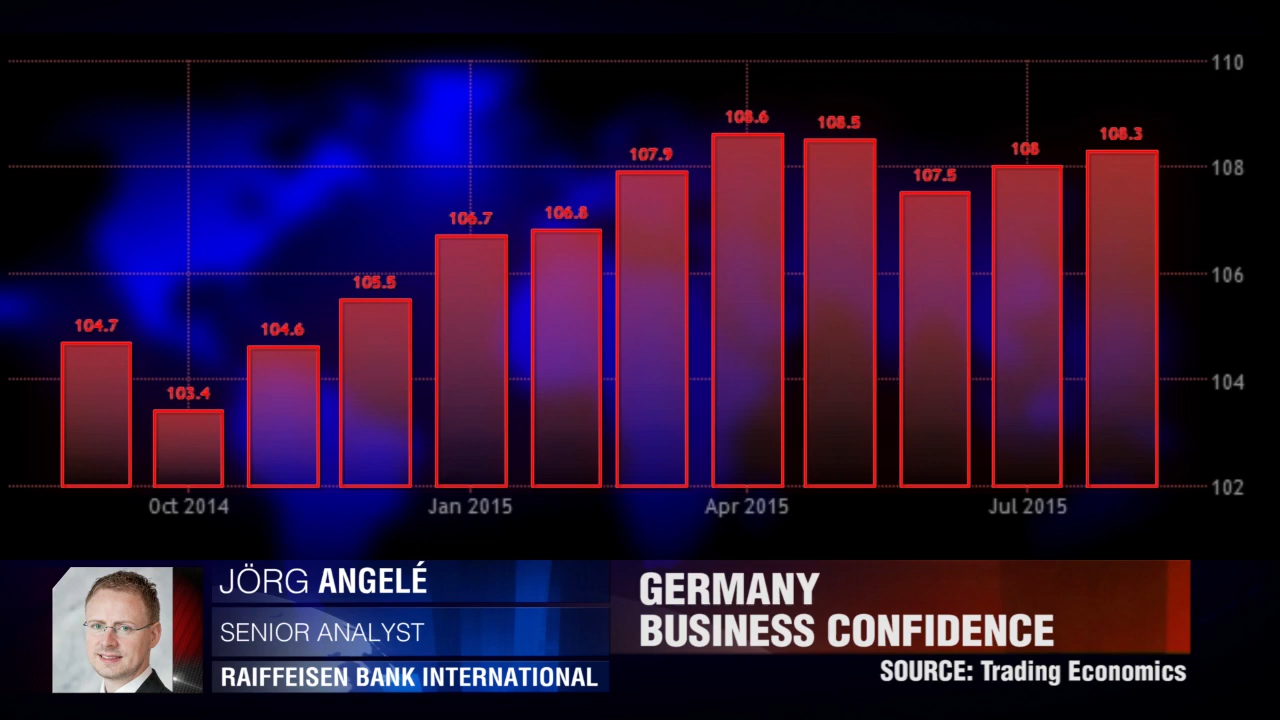 110
108.6
108.5
108.3
107.9
108
108
107.5
106.7
106.8
106
105.5
104.7
104.6
103.4
104
102
Oct 2014
Jan 2015
Apr 2015
Jul 2015
JÖRG ANGELÉ
SENIOR ANALYST
RAIFFEISEN BANK INTERNATIONAL
GERMANY
BUSINESS CONFIDENCE
SOURCE: Trading Economics